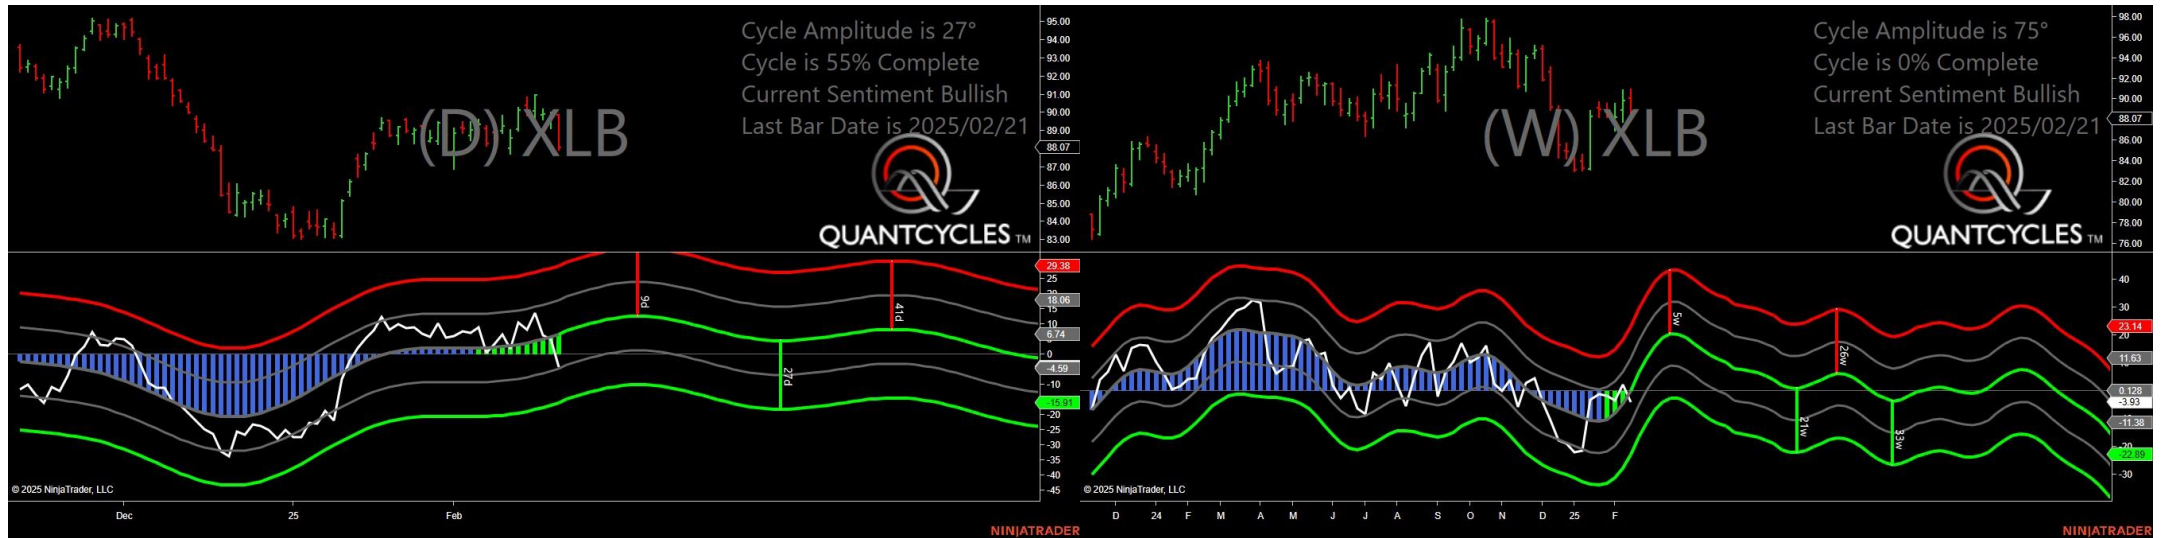 Cycle Amplitude is 27°
Cycle is 55% Complete
Current Sentiment Bullish
Last Bar Date is 2025/02/21
(D) XLB
QUANTCYCLES TM
95.00
94.00
93.00
92.00
91.00
90.00
89.00
88.07
87.00
86.00
85.00
84.00
83.00
29.38
25
18.06
15
10
6.74
0
-4.59
-10
-15.91
-20
-25
-30
-35
-40
-45
9d
27d
41d
© 2025 NinjaTrader, LLC
Dec
25
Feb
NINJATRADER
Cycle Amplitude is 75°
Cycle is 0% Complete
Current Sentiment Bullish
Last Bar Date is 2025/02/21
(W) XLB
QUANTCYCLES TM
98.00
96.00
94.00
92.00
90.00
88.07
86.00
84.00
82.00
80.00
78.00
76.00
40
30
23.14
11.63
0.128
-3.93
-11.38
-20
-22.89
-30
5w
21w
26w
33w
© 2025 NinjaTrader, LLC
D 24 F M A M J J A S O N D 25 F
NINJATRADER